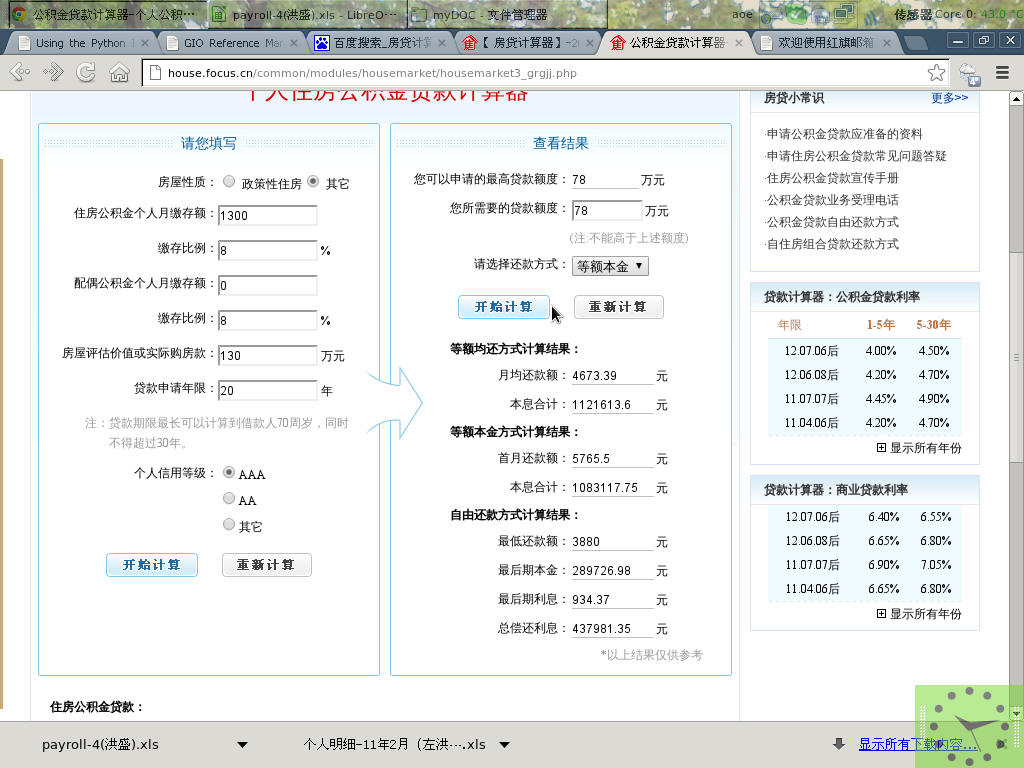 公积金贷款计算器-个人公积···
payroll-4(洪盛).xls - LibreO···
myDOC - 文件管理器
aoe
传感器 Core 0: 43.0 °C
Using the Python
GIO Reference Ma
百度搜索_房贷计
【 房贷计算器】-2
公积金贷款计算器
欢迎使用红旗邮箱
house.focus.cn/common/modules/housemarket/housemarket3_grgjj.php
个人住房公积金贷款计算器
请您填写
房屋性质： 政策性住房 其它
住房公积金个人月缴存额： 1300
缴存比例： 8 %
配偶公积金个人月缴存额： 0
缴存比例： 8 %
房屋评估价值或实际购房款： 130 万元
贷款申请年限： 20 年
注： 贷款期限最长可以计算到借款人70周岁，同时
不得超过30年。
个人信用等级： AAA
AA
其它
开始计算 重新计算
查看结果
您可以申请的最高贷款额度： 78 万元
您所需要的贷款额度： 78 万元
(注:不能高于上述额度)
请选择还款方式： 等额本金
开始计算 重新计算
等额均还方式计算结果：
月均还款额： 4673.39 元
本息合计： 1121613.6 元
等额本金方式计算结果：
首月还款额： 5765.5 元
本息合计： 1083117.75 元
自由还款方式计算结果：
最低还款额： 3880 元
最后期本金： 289726.98 元
最后期利息： 934.37 元
总偿还利息： 437981.35 元
*以上结果仅供参考
住房公积金贷款：
房贷小常识 更多>>
·申请公积金贷款应准备的资料
·申请住房公积金贷款常见问题答疑
·住房公积金贷款宣传手册
·公积金贷款业务受理电话
·公积金贷款自由还款方式
·自住房组合贷款还款方式
贷款计算器：公积金贷款利率
年限 1-5年 5-30年
12.07.06后 4.00% 4.50%
12.06.08后 4.20% 4.70%
11.07.07后 4.45% 4.90%
11.04.06后 4.20% 4.70%
显示所有年份
贷款计算器：商业贷款利率
12.07.06后 6.40% 6.55%
12.06.08后 6.65% 6.80%
11.07.07后 6.90% 7.05%
11.04.06后 6.65% 6.80%
显示所有年份
payroll-4(洪盛).xls
个人明细-11年2月（左洪···.xls
显示所有下载内容...